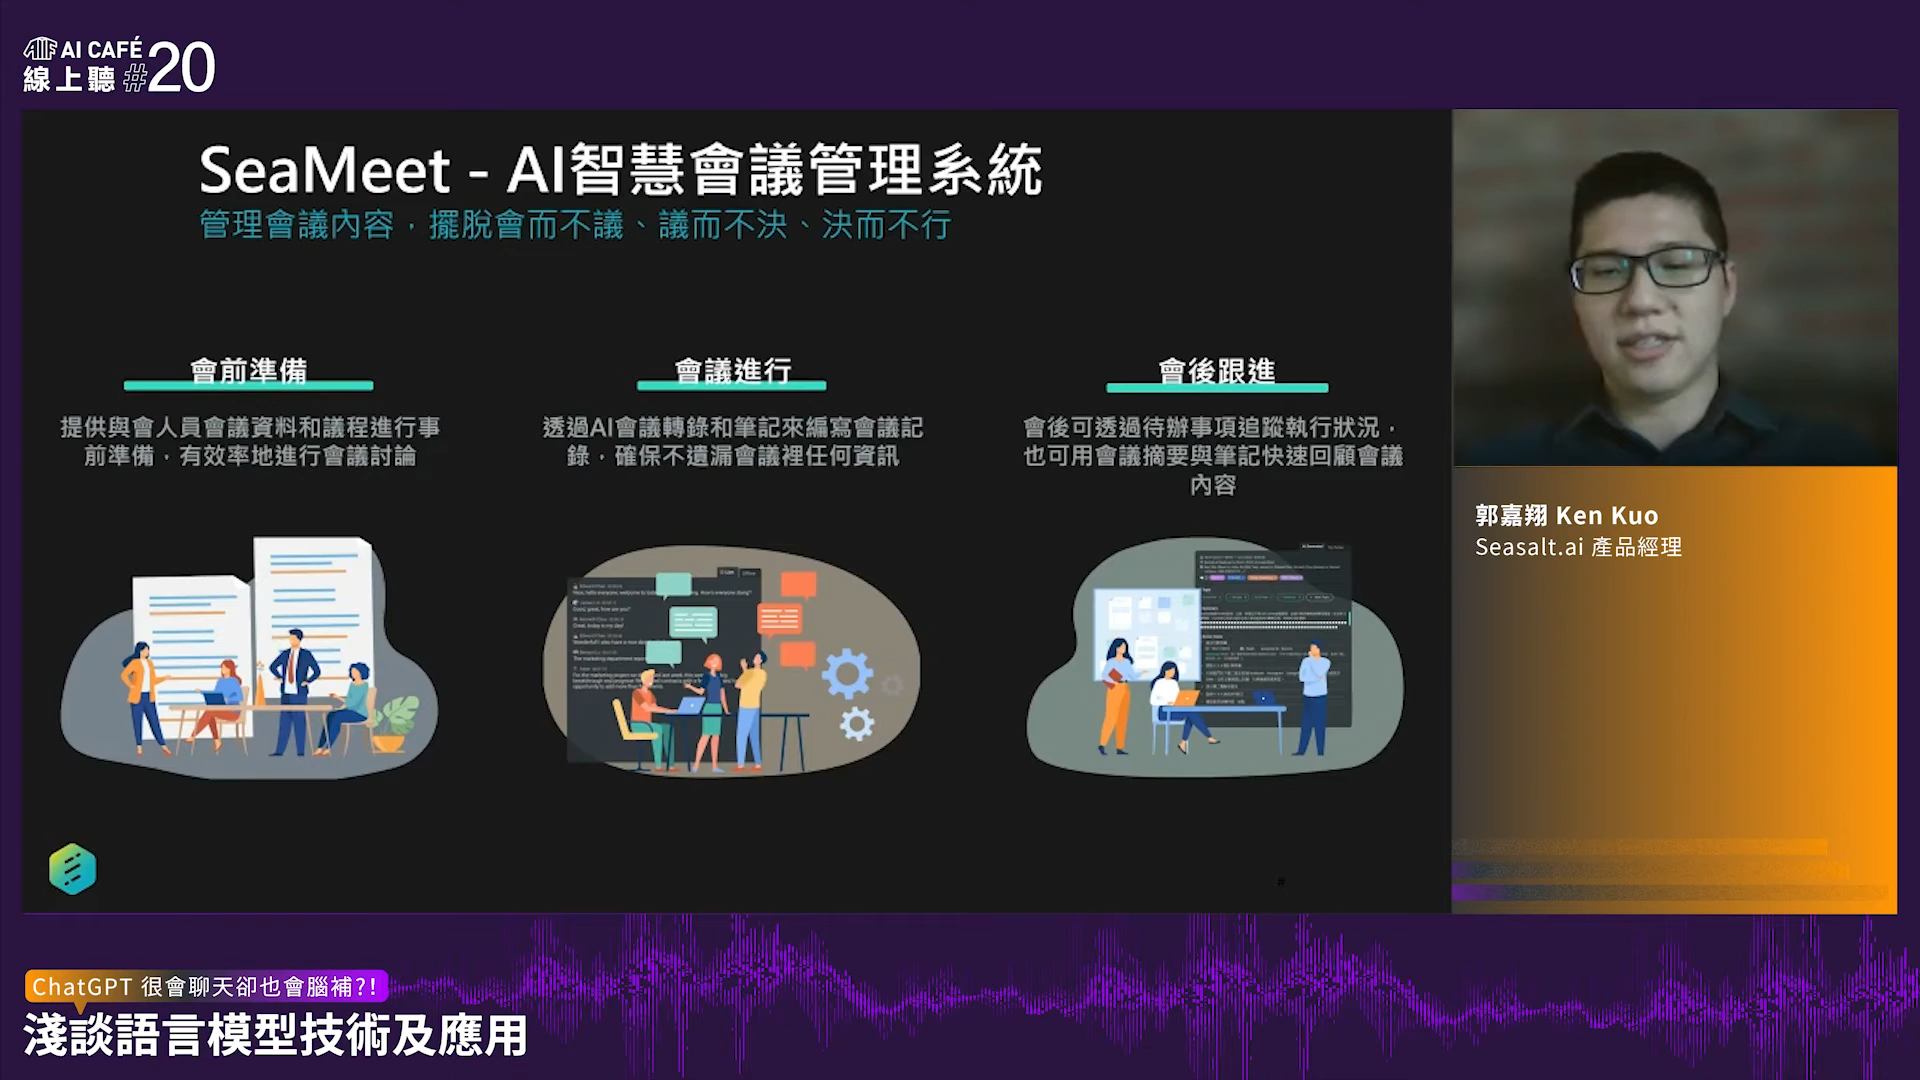 AIF AI CAFÉ
線上聽 #20
SeaMeet - AI智慧會議管理系統
管理會議內容，擺脫會而不議、議而不決、決而不行
會前準備
提供與會人員會議資料和議程進行事
前準備，有效率地進行會議討論
會議進行
透過AI會議轉錄和筆記來編寫會議記
錄，確保不遺漏會議裡任何資訊
會後跟進
會後可透過待辦事項追蹤執行狀況，
也可用會議摘要與筆記快速回顧會議
內容
#
郭嘉翔 Ken Kuo
Seasalt.ai 產品經理
ChatGPT 很會聊天卻也會腦補?!
淺談語言模型技術及應用